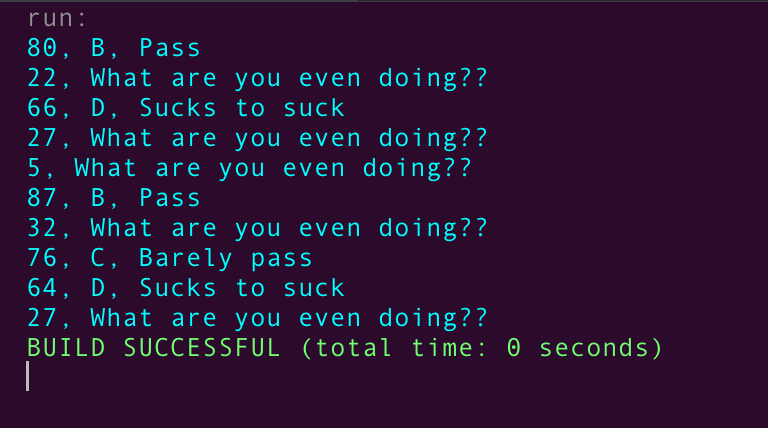 run:
80, B, Pass
22, What are you even doing??
66, D, Sucks to suck
27, What are you even doing??
5, What are you even doing??
87, B, Pass
32, What are you even doing??
76, C, Barely pass
64, D, Sucks to suck
27, What are you even doing??
BUILD SUCCESSFUL (total time: 0 seconds)